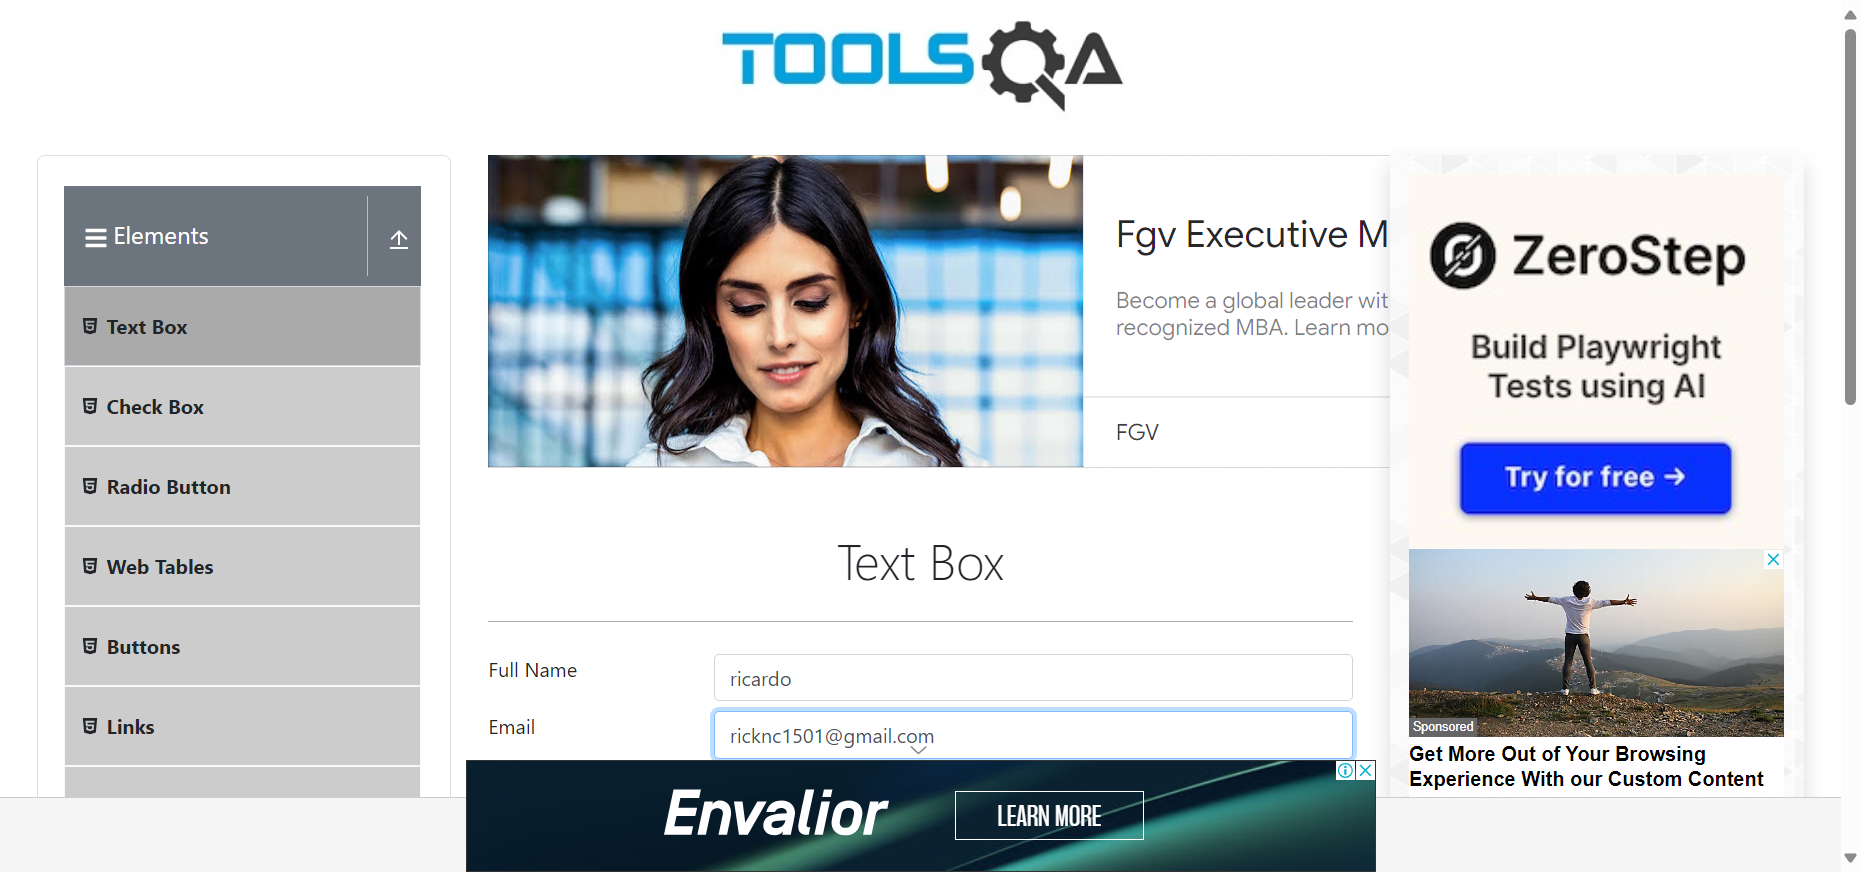 TOOLSQA
Elements
Text Box
Check Box
Radio Button
Web Tables
Buttons
Links
Fgv Executive M
Become a global leader wit
recognized MBA. Learn mo
FGV
Text Box
Full Name
ricardo
Email
ricknc1501@gmail.com
ZeroStep
Build Playwright
Tests using AI
Try for free →
Sponsored
Get More Out of Your Browsing
Experience With our Custom Content
Envalior
LEARN MORE